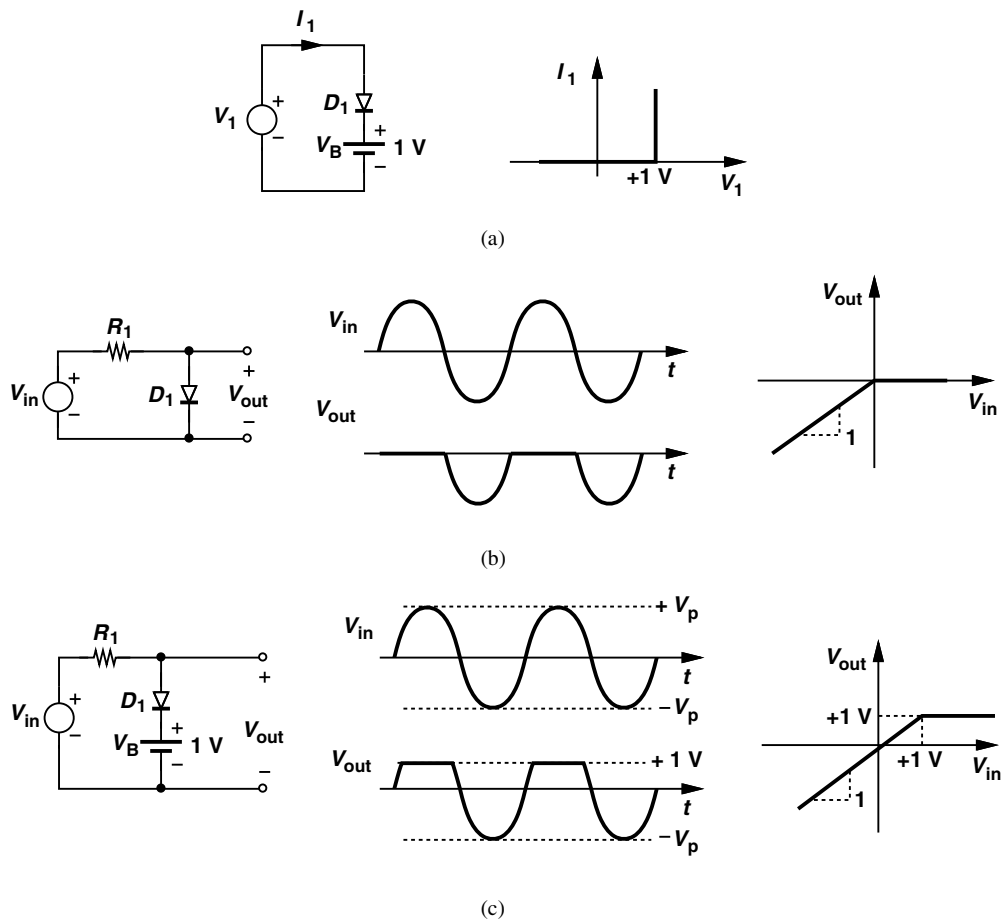 I1
I1
V1
+
−
D1
VB
+
−
1 V
+1 V
V1
(a)
R1
Vin
+
−
D1
+
Vout
−
Vin
t
Vout
t
Vout
Vin
1
(b)
R1
Vin
+
−
D1
VB
+
−
1 V
+
Vout
−
Vin
+Vp
t
−Vp
Vout
+1 V
t
−Vp
Vout
+1 V
+1 V
Vin
1
(c)